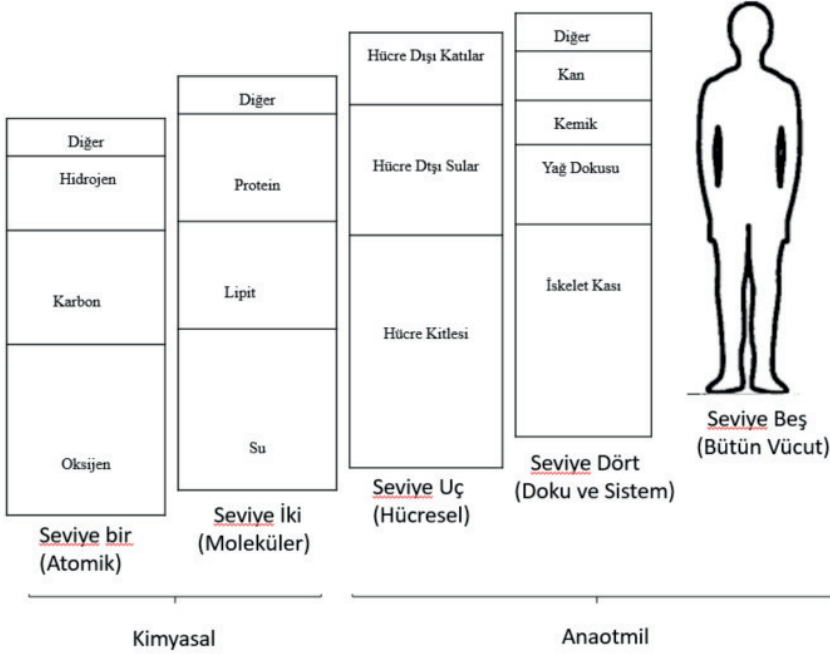 Diğer
Hidrojen
Karbon
Oksijen
Seviye bir
(Atomik)
Diğer
Protein
Lipit
Su
Seviye İki
(Moleküler)
Hücre Dışı Katılar
Hücre Dtşı Sular
Hücre Kitlesi
Seviye Uç
(Hücresel)
Diğer
Kan
Kemik
Yağ Dokusu
İskelet Kası
Seviye Dört
(Doku ve Sistem)
Seviye Beş
(Bütün Vücut)
Kimyasal
Anaotmil